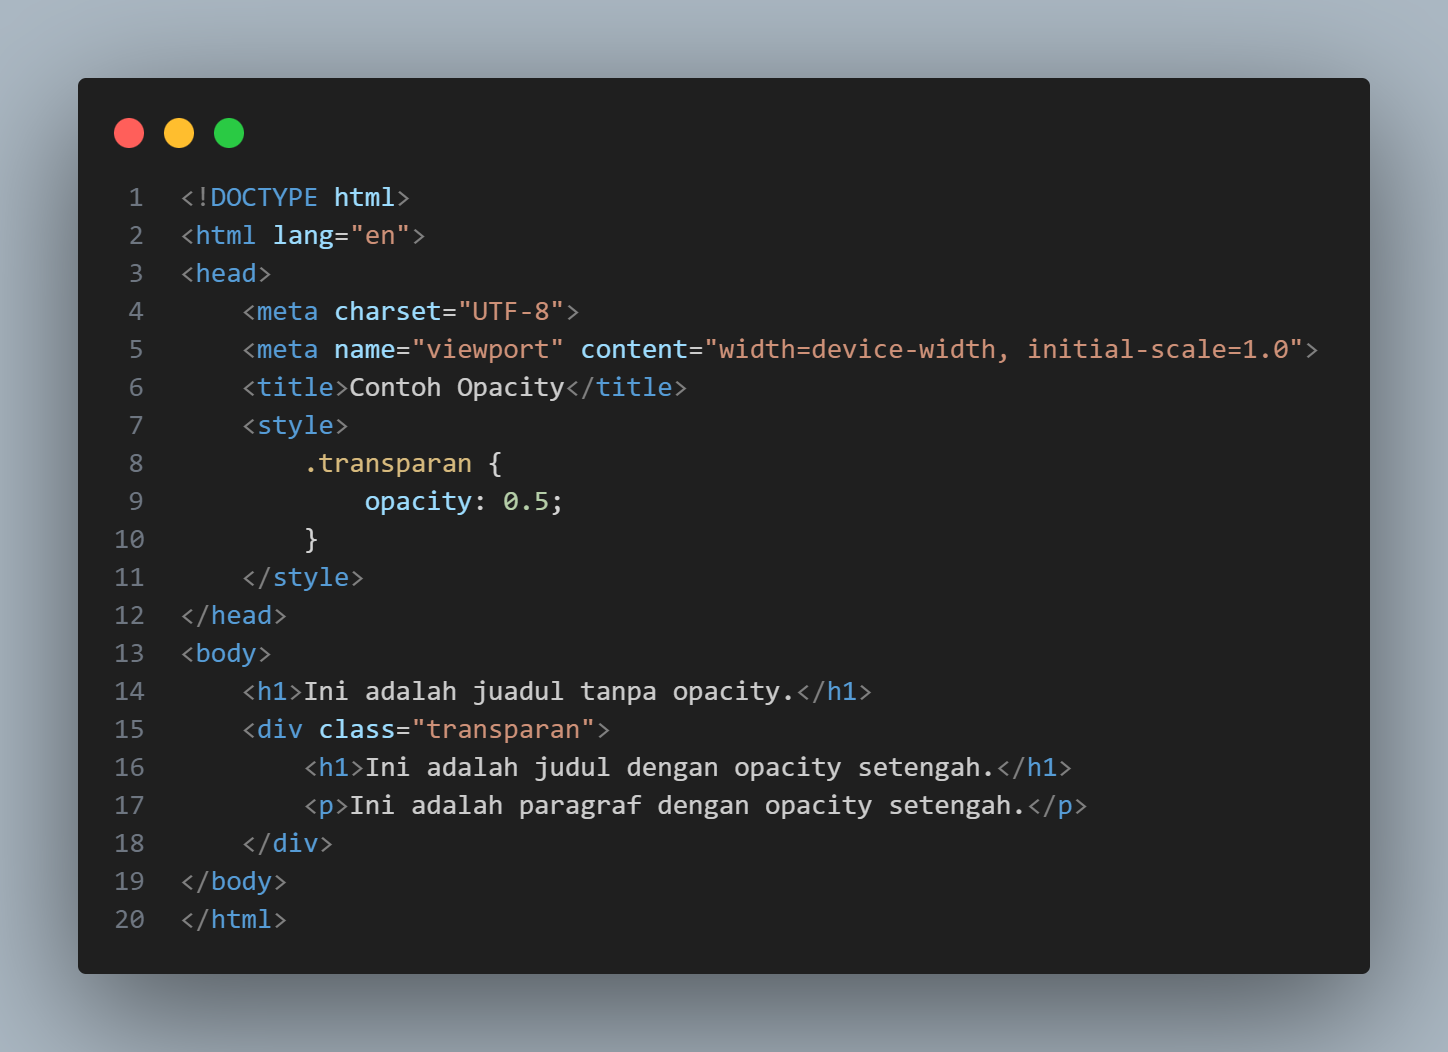 1 <!DOCTYPE html>
2 <html lang="en">
3 <head>
4     <meta charset="UTF-8">
5     <meta name="viewport" content="width=device-width, initial-scale=1.0">
6     <title>Contoh Opacity</title>
7     <style>
8         .transparan {
9             opacity: 0.5;
10         }
11     </style>
12 </head>
13 <body>
14     <h1>Ini adalah juadul tanpa opacity.</h1>
15     <div class="transparan">
16         <h1>Ini adalah judul dengan opacity setengah.</h1>
17         <p>Ini adalah paragraf dengan opacity setengah.</p>
18     </div>
19 </body>
20 </html>